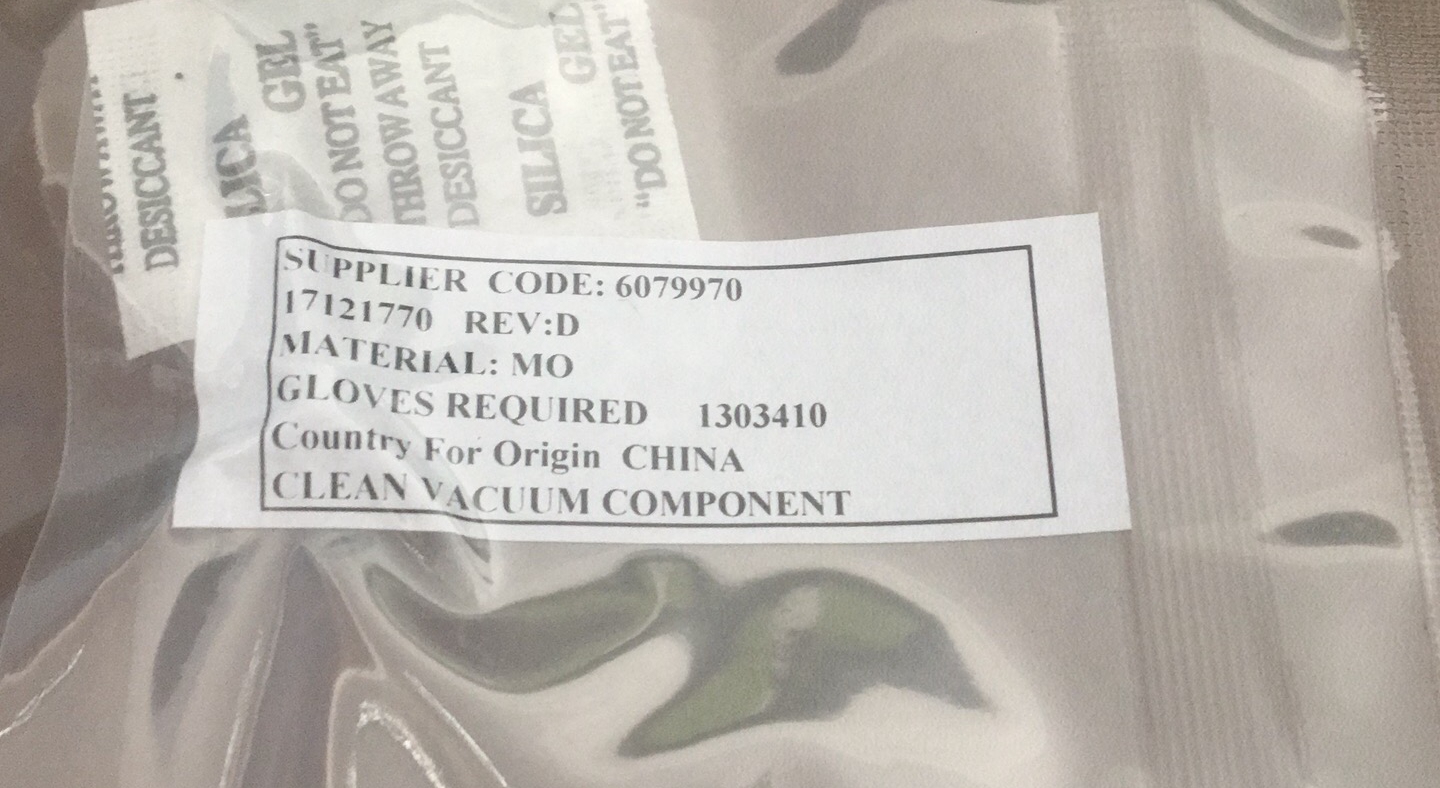 DESICCANT
GEL
"DO NOT EAT"
THROW AWAY
DESICCANT
SILICA
GEL
"DO NOT EAT"
SUPPLIER CODE: 6079970
17121770 REV:D
MATERIAL: MO
GLOVES REQUIRED 1303410
Country For Origin CHINA
CLEAN VACUUM COMPONENT